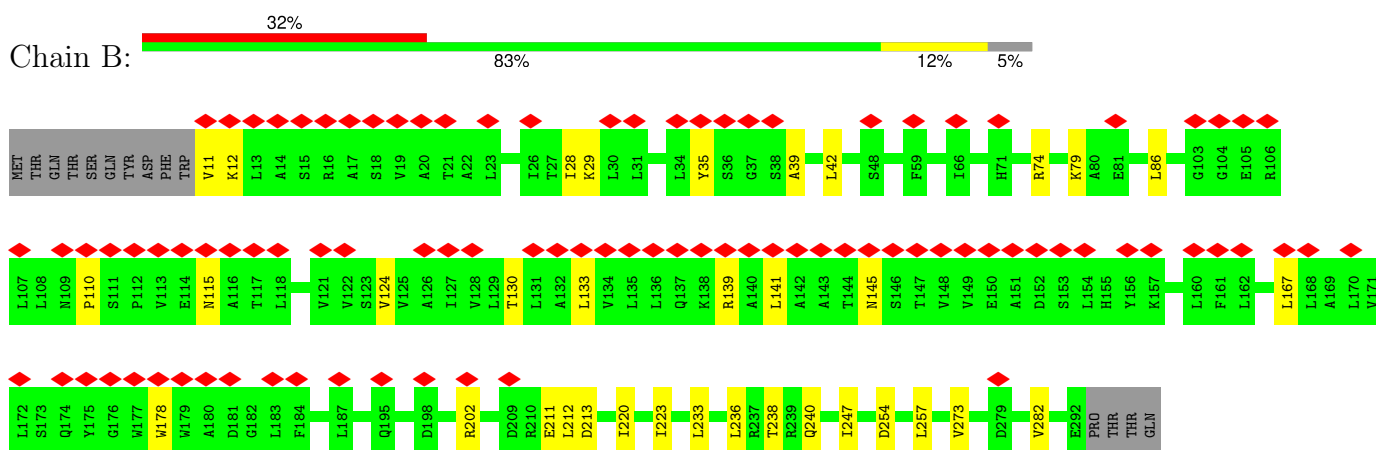 32%
Chain B:
83% 12% 5%
MET THR GLN THR SER GLN TYR ASP PHE TRP V11 K12 L13 A14 S15 R16 A17 S18 V19 A20 T21 A22 L23 I26 T27 I28 K29 L30 L31 L34 Y35 S36 G37 S38 A39 L42 S48 F59 I66 H71 R74 K79 A80 E81 L86 G103 G104 E105 R106
L107 L108 N109 P110 S111 P112 V113 E114 N115 A116 T117 L118 V121 V122 S123 V124 V125 A126 T127 V128 L129 T130 L131 A132 L133 V134 L135 L136 Q137 K138 R139 A140 L141 A142 A143 T144 N145 S146 T147 V148 V149 E150 A151 D152 S153 L154 H155 Y156 K157 L160 F161 L162 L167 L168 A169 L170 V171
L172 S173 Q174 Y175 G176 W177 W178 W179 A180 D181 G182 L183 F184 L187 Q195 D198 R202 D209 R210 E211 L212 D213 I220 I223 L233 L236 R237 T238 R239 Q240 I247 D254 L257 V273 D279 V282 E292 PRO THR THR GLN